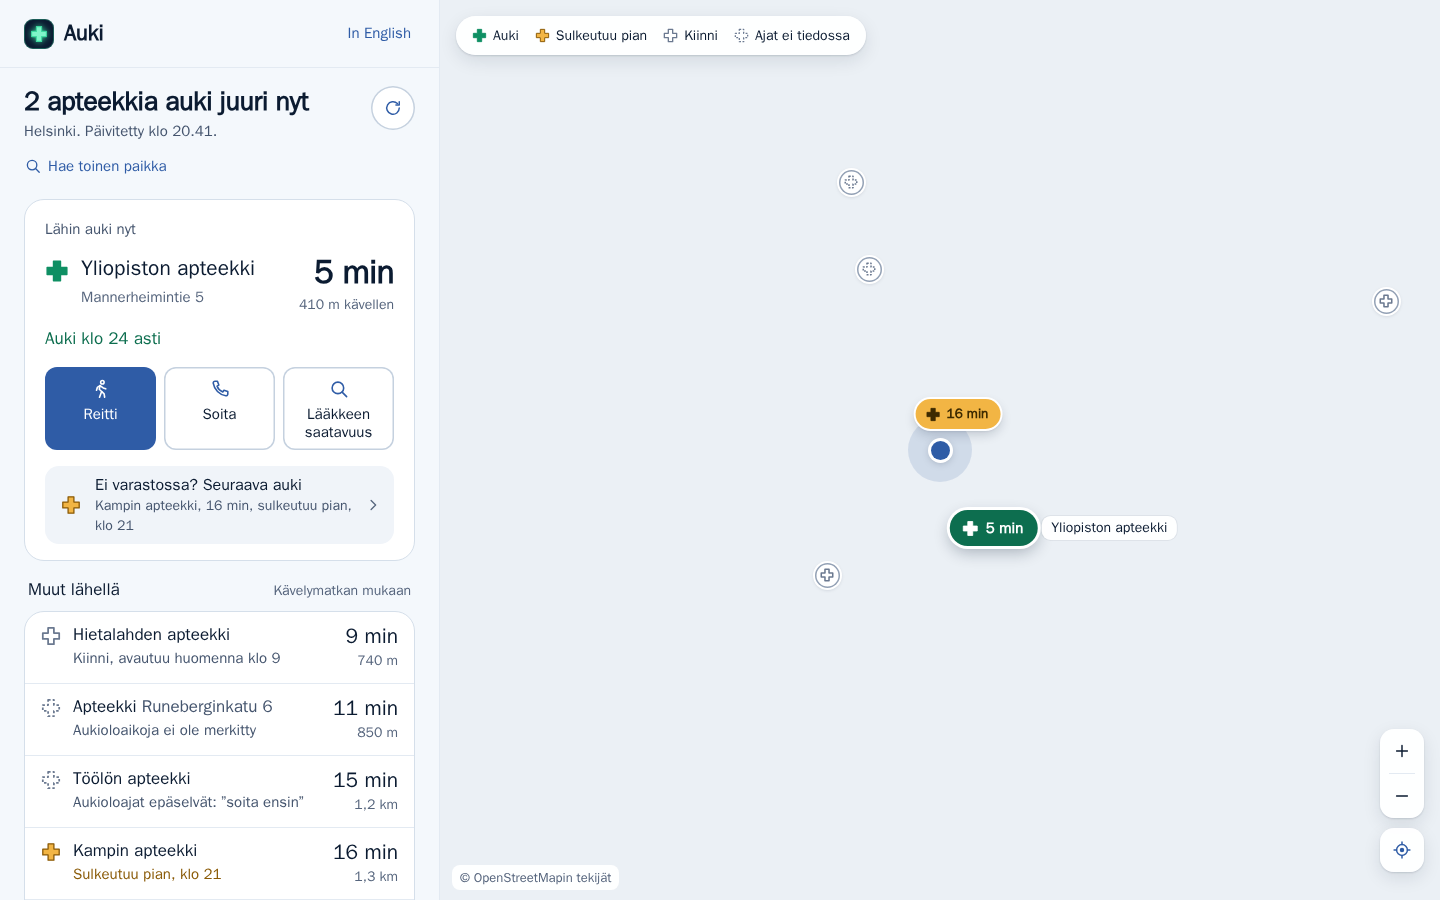 Auki
In English
2 apteekkia auki juuri nyt
Helsinki. Päivitetty klo 20.41.
Hae toinen paikka
Lähin auki nyt
Yliopiston apteekki
5 min
Mannerheimintie 5
410 m kävellen
Auki klo 24 asti
Reitti
Soita
Lääkkeen
saatavuus
Ei varastossa? Seuraava auki
Kampin apteekki, 16 min, sulkeutuu pian,
klo 21
Muut lähellä
Kävelymatkan mukaan
Hietalahden apteekki
9 min
Kiinni, avautuu huomenna klo 9
740 m
Apteekki Runeberginkatu 6
11 min
Aukioloaikoja ei ole merkitty
850 m
Töölön apteekki
15 min
Aukioloajat epäselvät: ”soita ensin”
1,2 km
Kampin apteekki
16 min
Sulkeutuu pian, klo 21
1,3 km
Auki
Sulkeutuu pian
Kiinni
Ajat ei tiedossa
16 min
5 min
Yliopiston apteekki
© OpenStreetMapin tekijät